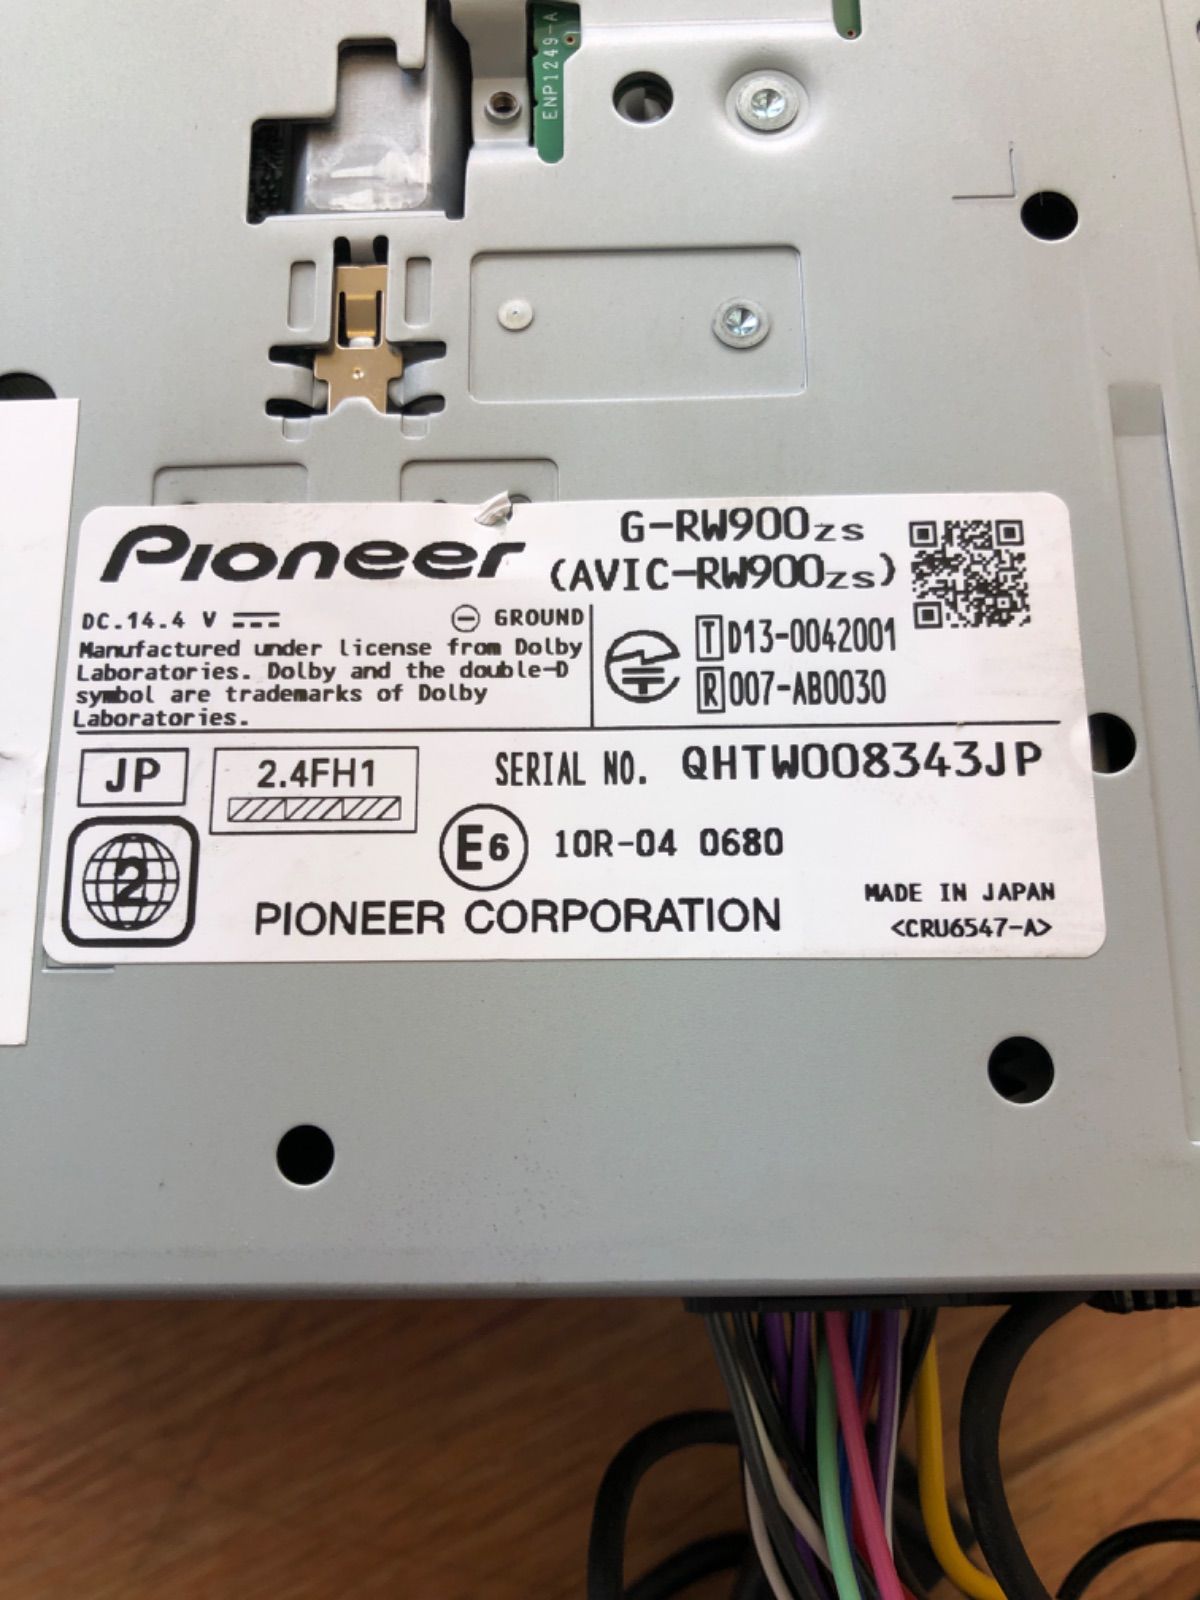 ENP1249-A
Pioneer
G-RW900zs
(AVIC-RW900zs)
DC.14.4 V
GROUND
Manufactured under license from Dolby
Laboratories. Dolby and the double-D
symbol are trademarks of Dolby
Laboratories.
T D13-0042001
R 007-AB0030
JP
2.4FH1
SERIAL NO. QHTW008343JP
2
E6 10R-04 0680
PIONEER CORPORATION
MADE IN JAPAN
<CRU6547-A>